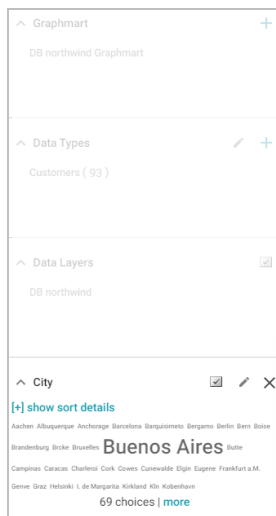 Graphmart
DB northwind Graphmart
Data Types
Customers ( 93 )
Data Layers
DB northwind
City
[+] show sort details
Aachen Albuquerque Anchorage Barcelona Barquisimeto Bergamo Berlin Bern Boise
Brandenburg Brcke Bruxelles Buenos Aires Butte
Campinas Caracas Charleroi Cork Cowes Cunewalde Elgin Eugene Frankfurt a.M.
Genve Graz Helsinki I. de Margarita Kirkland Kln Kobenhavn
69 choices | more